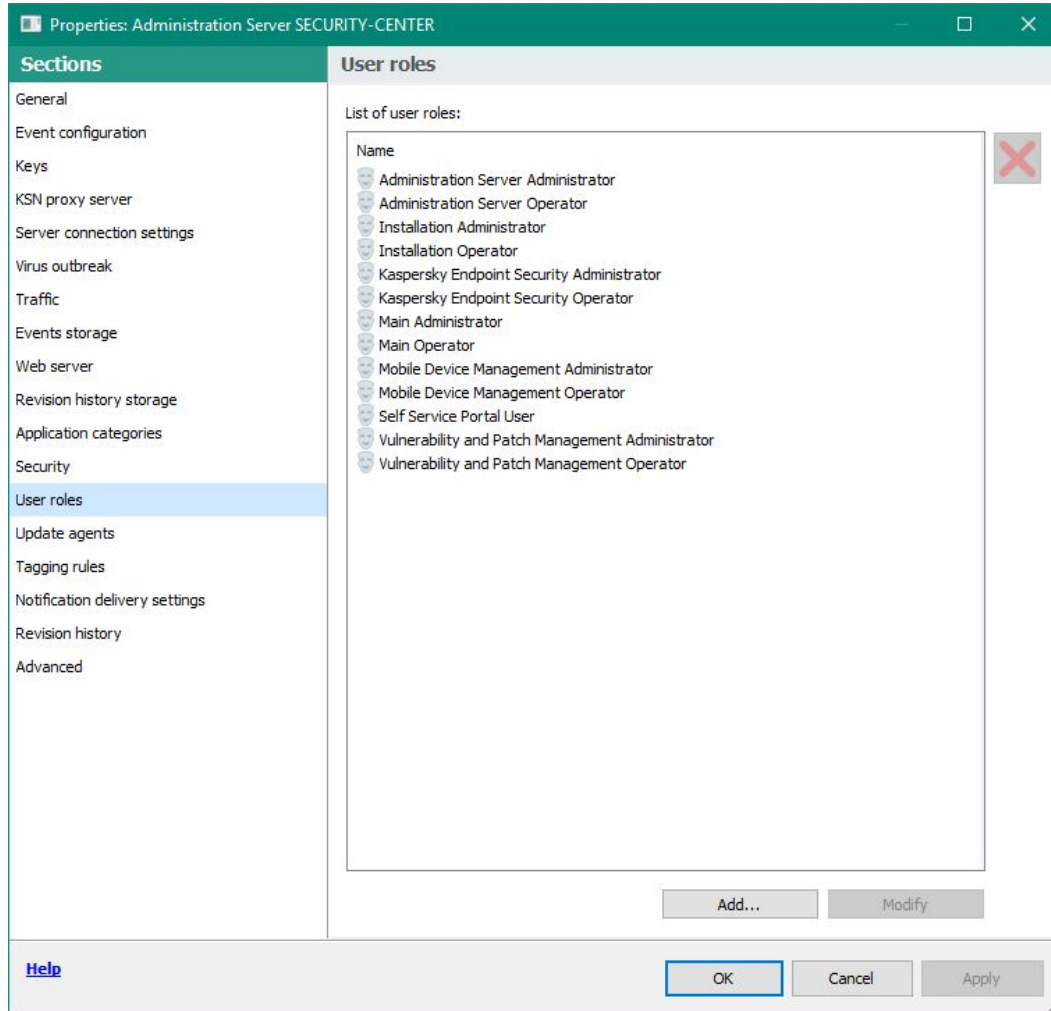 Properties: Administration Server SECURITY-CENTER
Sections
General
Event configuration
Keys
KSN proxy server
Server connection settings
Virus outbreak
Traffic
Events storage
Web server
Revision history storage
Application categories
Security
User roles
Update agents
Tagging rules
Notification delivery settings
Revision history
Advanced
User roles
List of user roles:
Name
Administration Server Administrator
Administration Server Operator
Installation Administrator
Installation Operator
Kaspersky Endpoint Security Administrator
Kaspersky Endpoint Security Operator
Main Administrator
Main Operator
Mobile Device Management Administrator
Mobile Device Management Operator
Self Service Portal User
Vulnerability and Patch Management Administrator
Vulnerability and Patch Management Operator
Add... Modify
Help
OK Cancel Apply